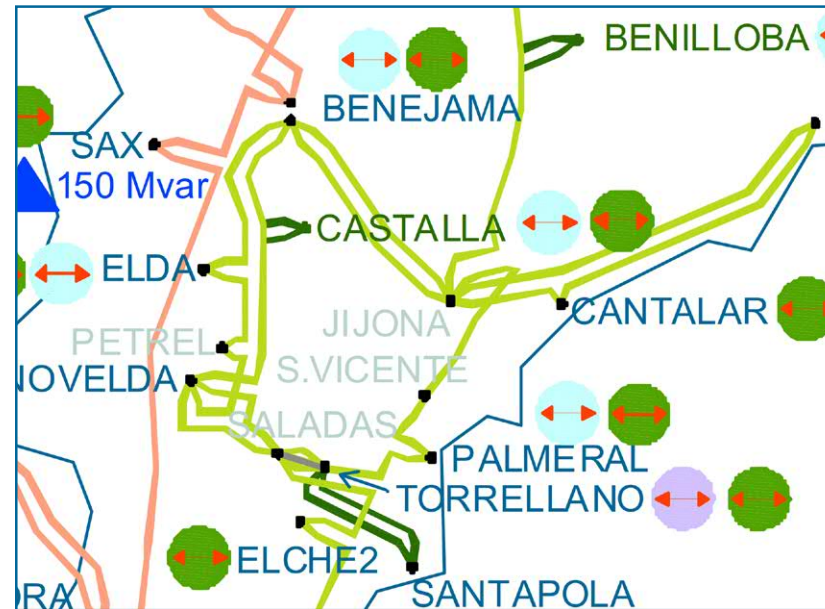 BENILLOBA
BENEJAMA
SAX
150 Mvar
CASTALLA
ELDA
JIJONA
CANTALAR
PETREL
S.VICENTE
NOVELDA
SALADAS
PALMERAL
TORRELLANO
ELCHE2
SANTAPOLA